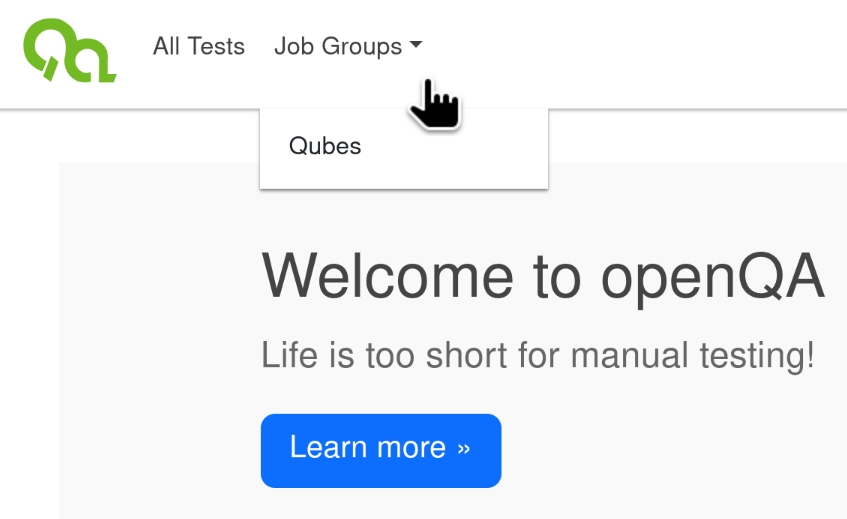 All Tests Job Groups
Qubes
Welcome to openQA
Life is too short for manual testing!
Learn more »